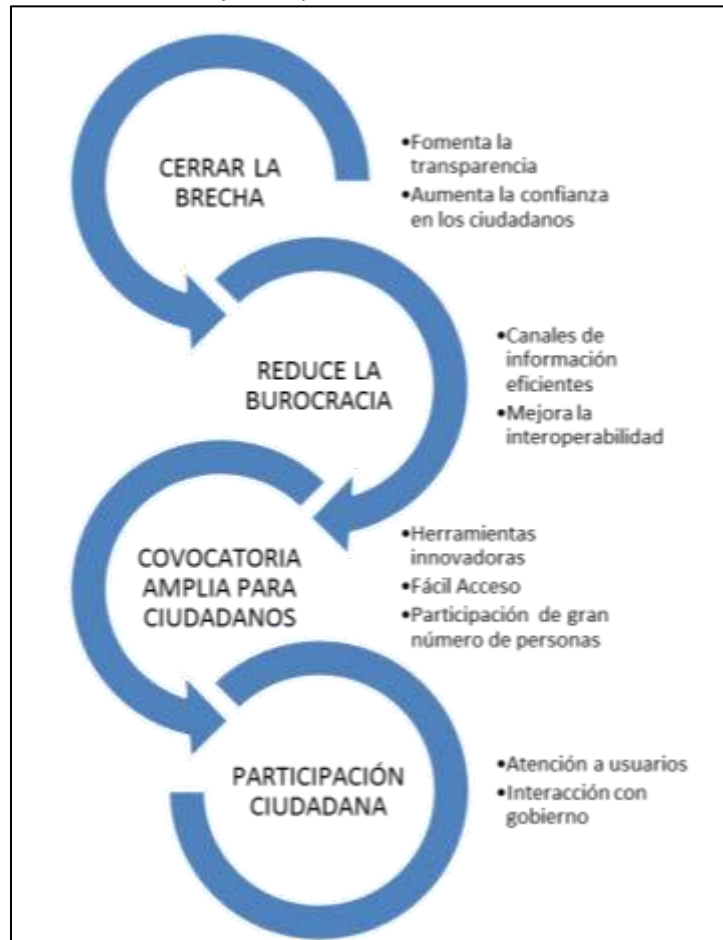 CERRAR LA
BRECHA
•Fomenta la
transparencia
•Aumenta la confianza
en los ciudadanos
REDUCE LA
BUROCRACIA
•Canales de
información
eficientes
•Mejora la
interoperabilidad
COVOCATORIA
AMPLIA PARA
CIUDADANOS
•Herramientas
innovadoras
•Fácil Acceso
•Participación de gran
número de personas
PARTICIPACIÓN
CIUDADANA
•Atención a usuarios
•Interacción con
gobierno